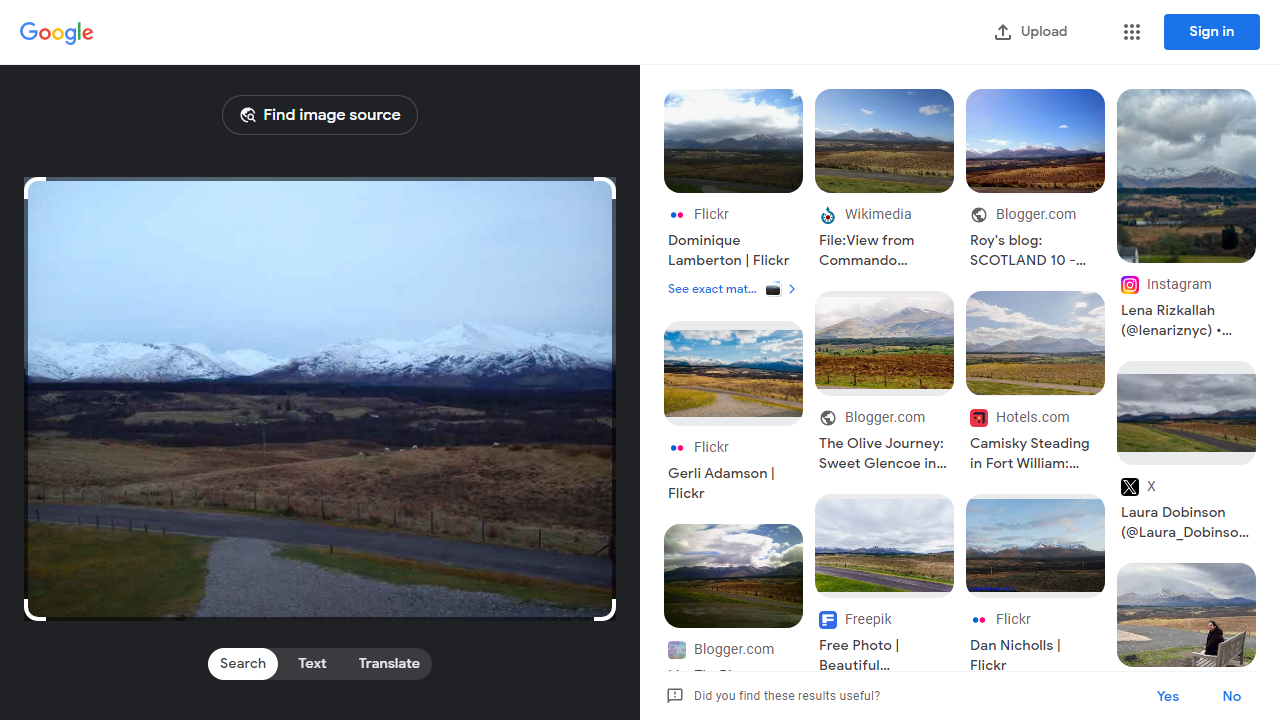 Google
Upload
Sign in
Find image source
Search
Text
Translate
Flickr
Dominique
Lamberton | Flickr
See exact mat...
Flickr
Gerli Adamson |
Flickr
Blogger.com
Wikimedia
File:View from
Commando...
Blogger.com
The Olive Journey:
Sweet Glencoe in...
Freepik
Free Photo |
Beautiful...
Blogger.com
Roy's blog:
SCOTLAND 10 -...
Hotels.com
Camisky Steading
in Fort William:...
Flickr
Dan Nicholls |
Flickr
Instagram
Lena Rizkallah
(@lenariznyc) •...
X
Laura Dobinson
(@Laura_Dobinso...
Did you find these results useful?
Yes
No